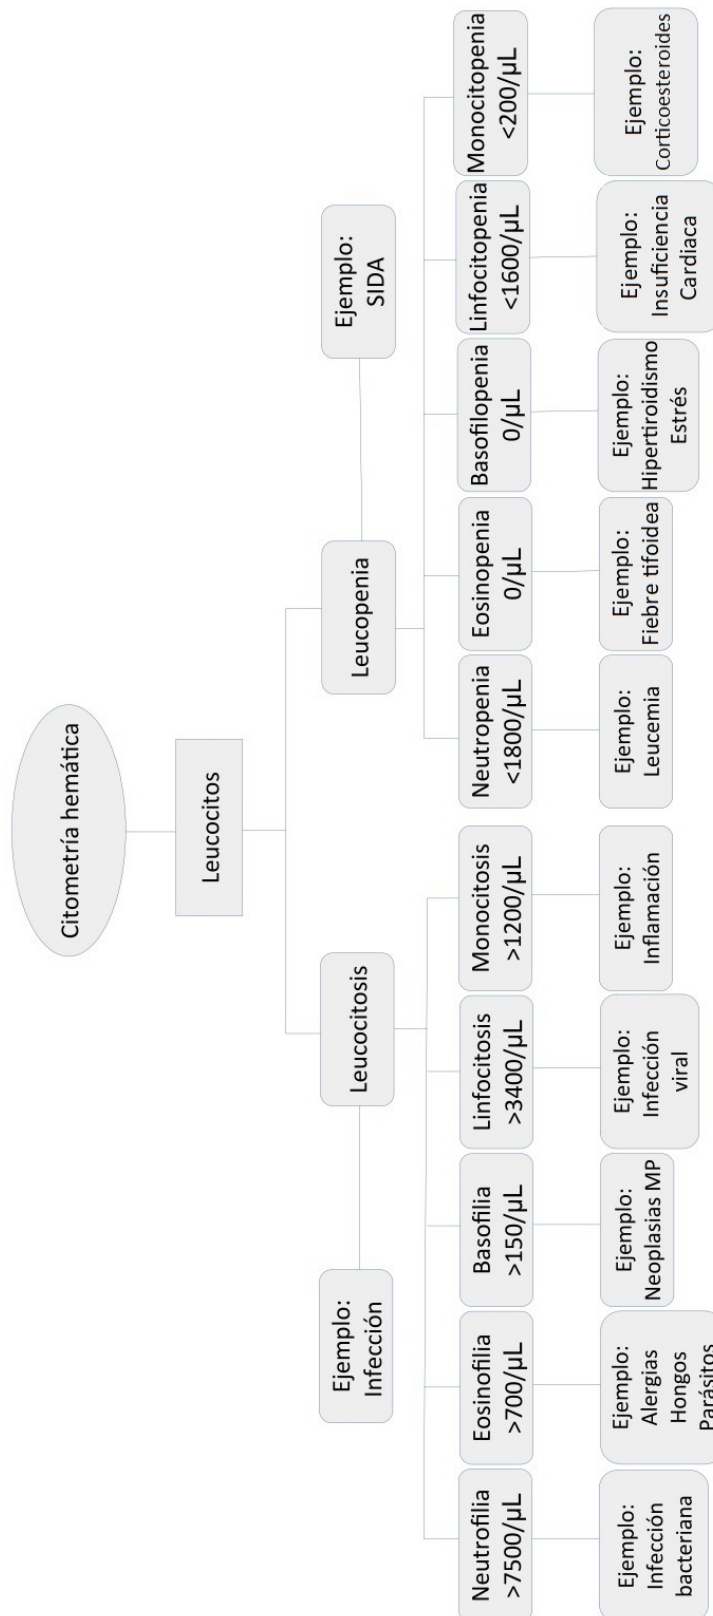 Citometría hemática
Leucocitos
Leucocitosis
Leucopenia
Ejemplo:
Infección
Ejemplo:
SIDA
Neutrofilia
>7500/µL
Eosinofilia
>700/µL
Basofilia
>150/µL
Linfocitosis
>3400/µL
Monocitosis
>1200/µL
Neutropenia
<1800/µL
Eosinopenia
0/µL
Basofilopenia
0/µL
Linfocitopenia
<1600/µL
Monocitopenia
<200/µL
Ejemplo:
Infección
bacteriana
Ejemplo:
Alergias
Hongos
Parásitos
Ejemplo:
Neoplasias MP
Ejemplo:
Infección
viral
Ejemplo:
Inflamación
Ejemplo:
Leucemia
Ejemplo:
Fiebre tifoidea
Ejemplo:
Hipertiroidismo
Estrés
Ejemplo:
Insuficiencia
Cardiaca
Ejemplo:
Corticoesteroides